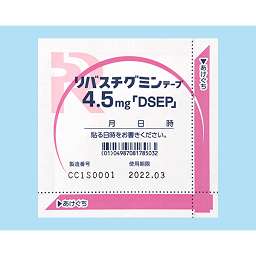 リバスチグミンテープ
4.5mg「DSEP」
月 日 時
貼る日時をお書きください。
(01)04987081785032
製造番号 使用期限
CC1S0001 2022.03
▶あけぐち
▶あけぐち